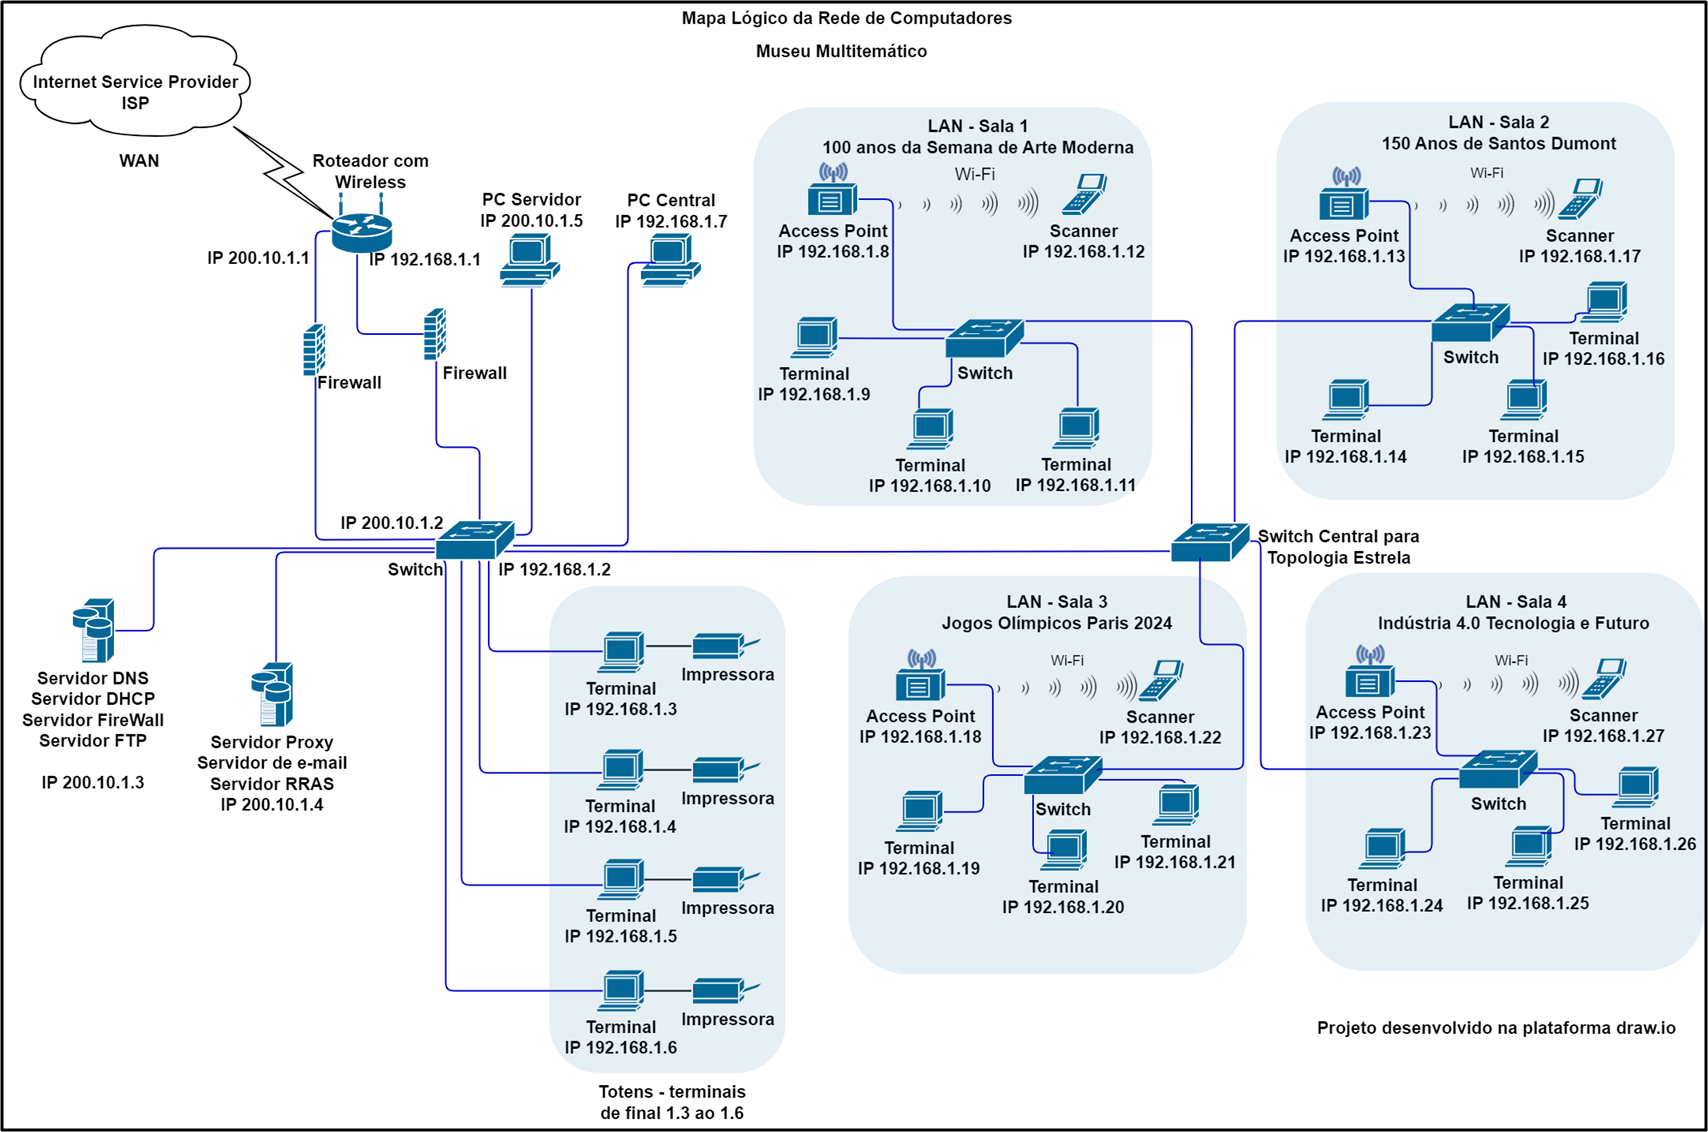 Mapa Lógico da Rede de Computadores
Museu Multitemático
Internet Service Provider
ISP
WAN
Roteador com
Wireless
IP 200.10.1.1
IP 192.168.1.1
PC Servidor
IP 200.10.1.5
PC Central
IP 192.168.1.7
Firewall
Firewall
IP 200.10.1.2
Switch
IP 192.168.1.2
Servidor DNS
Servidor DHCP
Servidor FireWall
Servidor FTP
IP 200.10.1.3
Servidor Proxy
Servidor de e-mail
Servidor RRAS
IP 200.10.1.4
Terminal
IP 192.168.1.3
Impressora
Terminal
IP 192.168.1.4
Impressora
Terminal
IP 192.168.1.5
Impressora
Terminal
IP 192.168.1.6
Impressora
Totens - terminais
de final 1.3 ao 1.6
LAN - Sala 1
100 anos da Semana de Arte Moderna
Wi-Fi
Access Point
IP 192.168.1.8
Scanner
IP 192.168.1.12
Terminal
IP 192.168.1.9
Switch
Terminal
IP 192.168.1.10
Terminal
IP 192.168.1.11
LAN - Sala 2
150 Anos de Santos Dumont
Wi-Fi
Access Point
IP 192.168.1.13
Scanner
IP 192.168.1.17
Switch
Terminal
IP 192.168.1.16
Terminal
IP 192.168.1.14
Terminal
IP 192.168.1.15
Switch Central para
Topologia Estrela
LAN - Sala 3
Jogos Olímpicos Paris 2024
Wi-Fi
Access Point
IP 192.168.1.18
Scanner
IP 192.168.1.22
Switch
Terminal
IP 192.168.1.19
Terminal
IP 192.168.1.20
Terminal
IP 192.168.1.21
LAN - Sala 4
Indústria 4.0 Tecnologia e Futuro
Wi-Fi
Access Point
IP 192.168.1.23
Scanner
IP 192.168.1.27
Switch
Terminal
IP 192.168.1.26
Terminal
IP 192.168.1.24
Terminal
IP 192.168.1.25
Projeto desenvolvido na plataforma draw.io